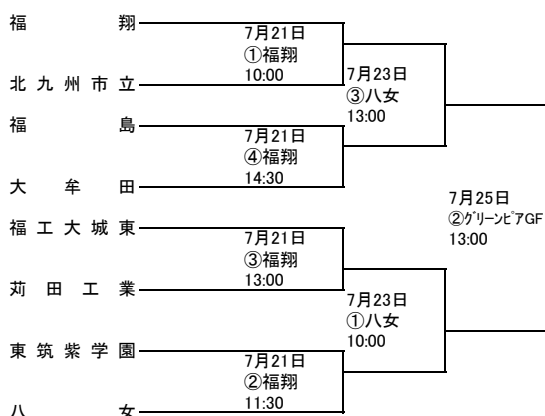 福翔
7月21日
①福翔
10:00
北九州市立
7月23日
③八女
13:00
福島
7月21日
④福翔
14:30
大牟田
7月25日
②グリーンピアGF
13:00
福工大城東
7月21日
③福翔
13:00
苅田工業
7月23日
①八女
10:00
東筑紫学園
7月21日
②福翔
11:30
八女